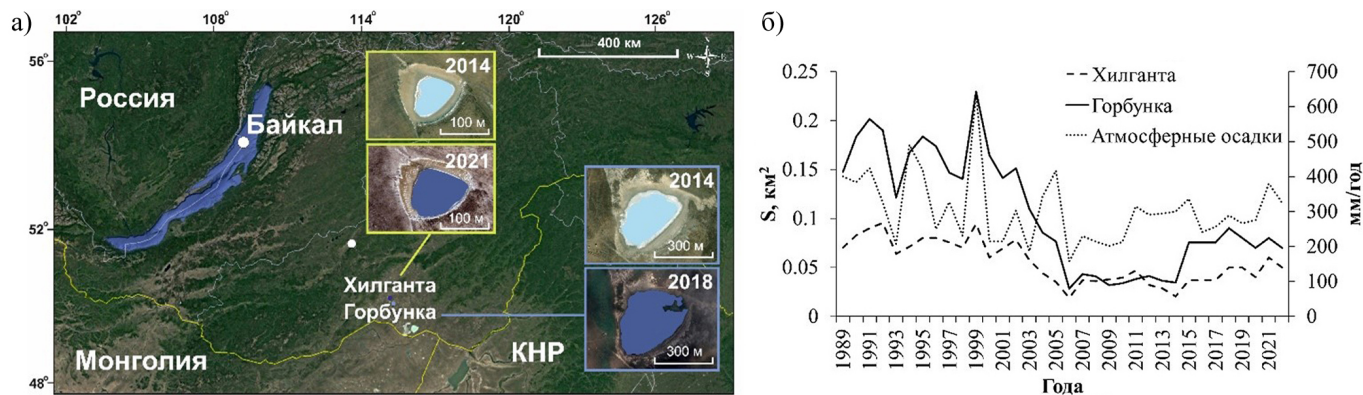 а)
102°
108°
114°
120°
126°
56°
52°
48°
400 км
N
W
E
S
Россия
Байкал
Монголия
КНР
Хилганта
Горбунка
2014
100 м
2021
100 м
2014
300 м
2018
300 м
б)
S, км²
0.25
0.2
0.15
0.1
0.05
0
Хилганта
Горбунка
Атмосферные осадки
700
600
500
400
300
200
100
0
мм/год
1989
1991
1993
1995
1997
1999
2001
2003
2005
2007
2009
2011
2013
2015
2017
2019
2021
Года